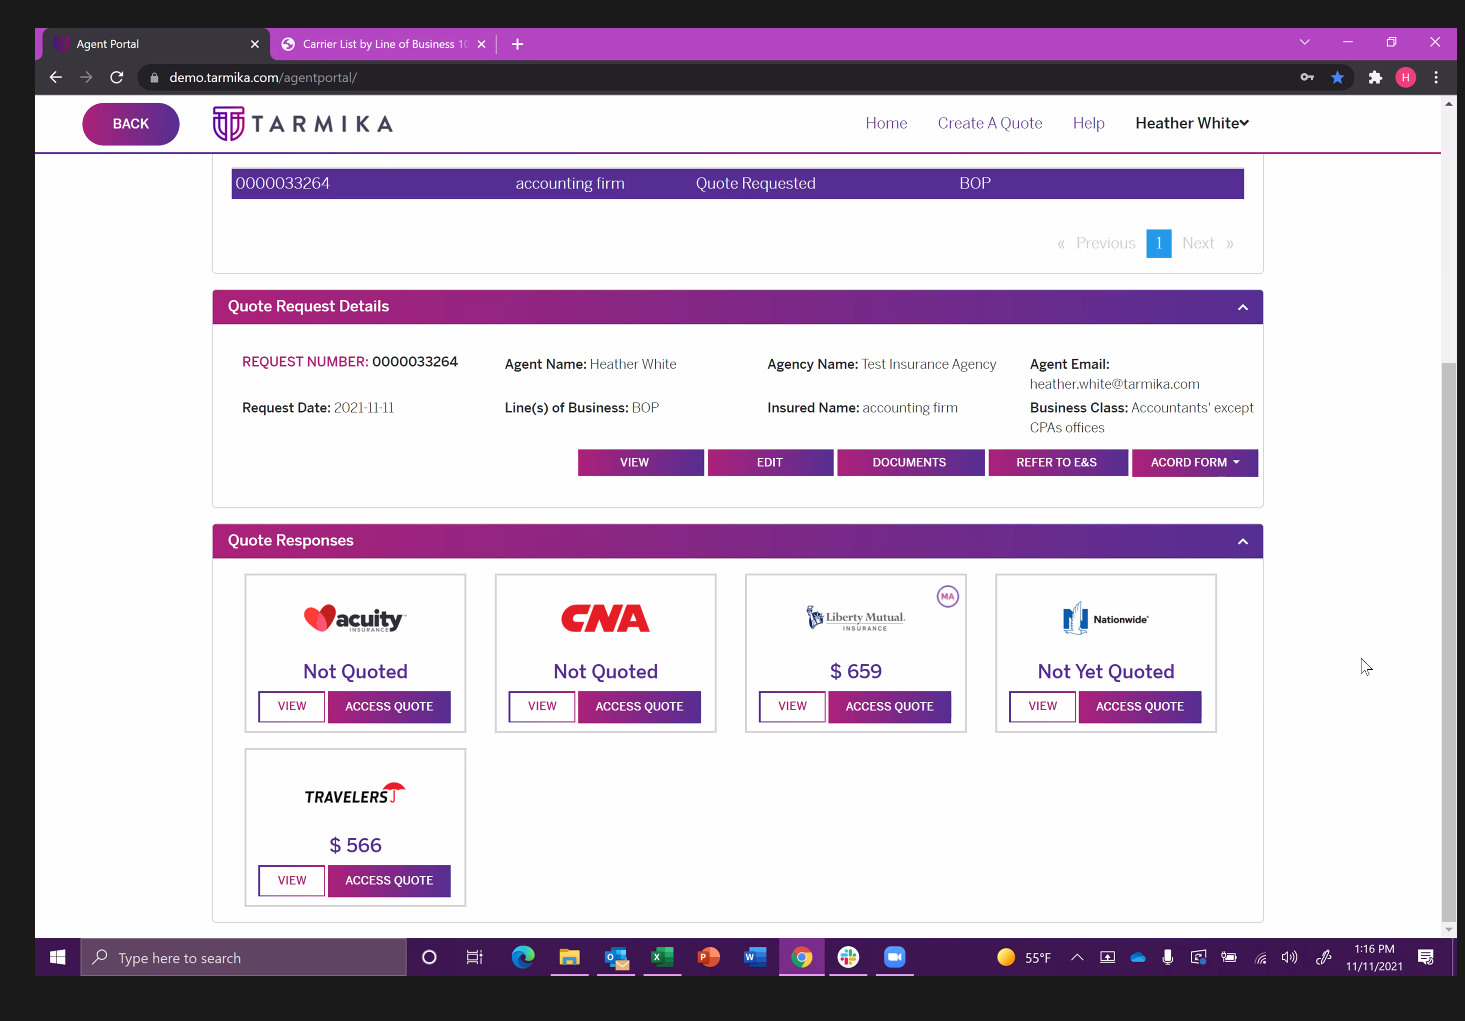 Agent Portal
Carrier List by Line of Business 10
demo.tarmika.com/agentportal/
H
BACK
TARMIKA
Home
Create A Quote
Help
Heather White
0000033264 accounting firm Quote Requested BOP
« Previous 1 Next »
Quote Request Details
REQUEST NUMBER: 0000033264
Agent Name: Heather White
Agency Name: Test Insurance Agency
Agent Email:
heather.white@tarmika.com
Request Date: 2021-11-11
Line(s) of Business: BOP
Insured Name: accounting firm
Business Class: Accountants' except
CPAs offices
VIEW
EDIT
DOCUMENTS
REFER TO E&S
ACORD FORM
Quote Responses
acuity
INSURANCE
Not Quoted
VIEW
ACCESS QUOTE
CNA
Not Quoted
VIEW
ACCESS QUOTE
MA
Liberty Mutual.
INSURANCE
$ 659
VIEW
ACCESS QUOTE
N
Nationwide®
Not Yet Quoted
VIEW
ACCESS QUOTE
TRAVELERS
$ 566
VIEW
ACCESS QUOTE
Type here to search
55°F
1:16 PM
11/11/2021